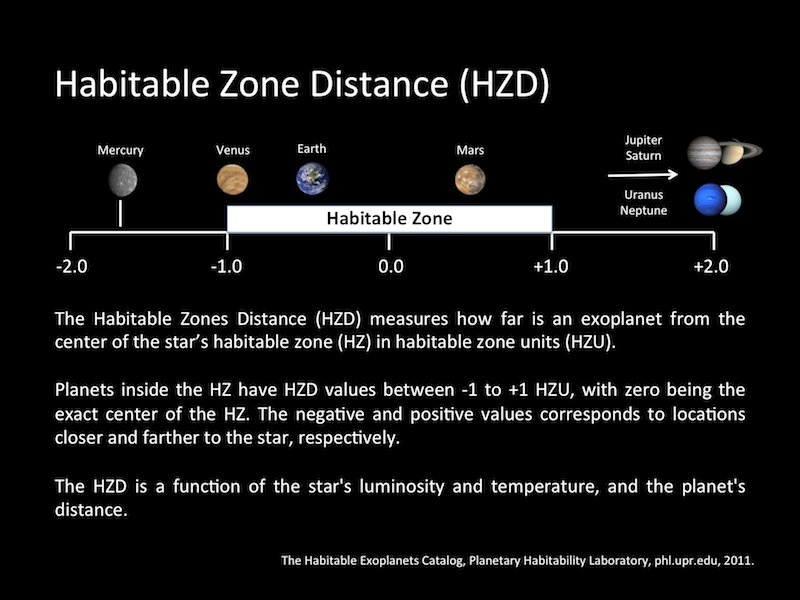 Habitable Zone Distance (HZD)
Mercury
Venus
Earth
Mars
Jupiter
Saturn
Uranus
Neptune
Habitable Zone
-2.0
-1.0
0.0
+1.0
+2.0
The Habitable Zones Distance (HZD) measures how far is an exoplanet from the
center of the star’s habitable zone (HZ) in habitable zone units (HZU).
Planets inside the HZ have HZD values between -1 to +1 HZU, with zero being the
exact center of the HZ. The negative and positive values corresponds to locations
closer and farther to the star, respectively.
The HZD is a function of the star's luminosity and temperature, and the planet's
distance.
The Habitable Exoplanets Catalog, Planetary Habitability Laboratory, phl.upr.edu, 2011.